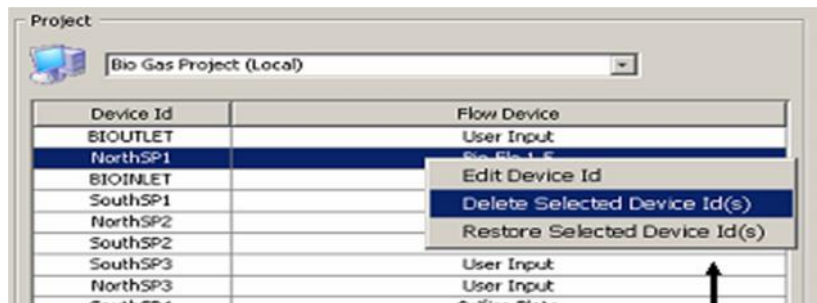 Project
Bio Gas Project (Local)
Device Id Flow Device
BIOUTLET User Input
NorthSP1
BIOINLET
Edit Device Id
SouthSP1
Delete Selected Device Id(s)
NorthSP2
Restore Selected Device Id(s)
SouthSP2
SouthSP3 User Input
NorthSP3 User Input